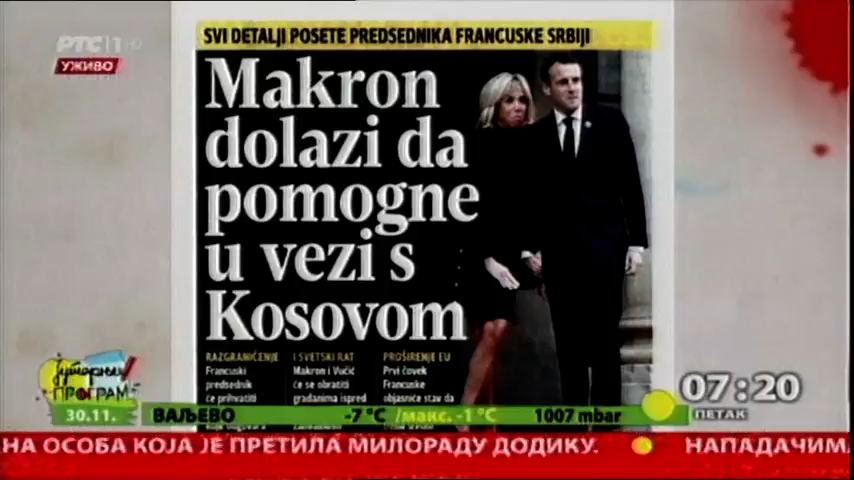 SVI DETALJI POSETE PREDSEDNIKA FRANCUSKE SRBIJI
РТС 1 HD
УЖИВО
Makron
dolazi da
pomogne
u vezi s
Kosovom
RAZGRANIČENJE
Francuski
predsednik
će prihvatiti
I SVETSKI RAT
Makron i Vučić
će se obratiti
građanima ispred
PROŠIRENJE EU
Prvi čovek
Francuske
objasniće stav da
Јутарњи
ПРОГРАМ
07:20
ПЕТАК
30.11. ВАЉЕВО -7 °C /макс. -1 °C 1007 mbar
НА ОСОБА КОЈА ЈЕ ПРЕТИЛА МИЛОРАДУ ДОДИКУ. НАПАДАЧИМА